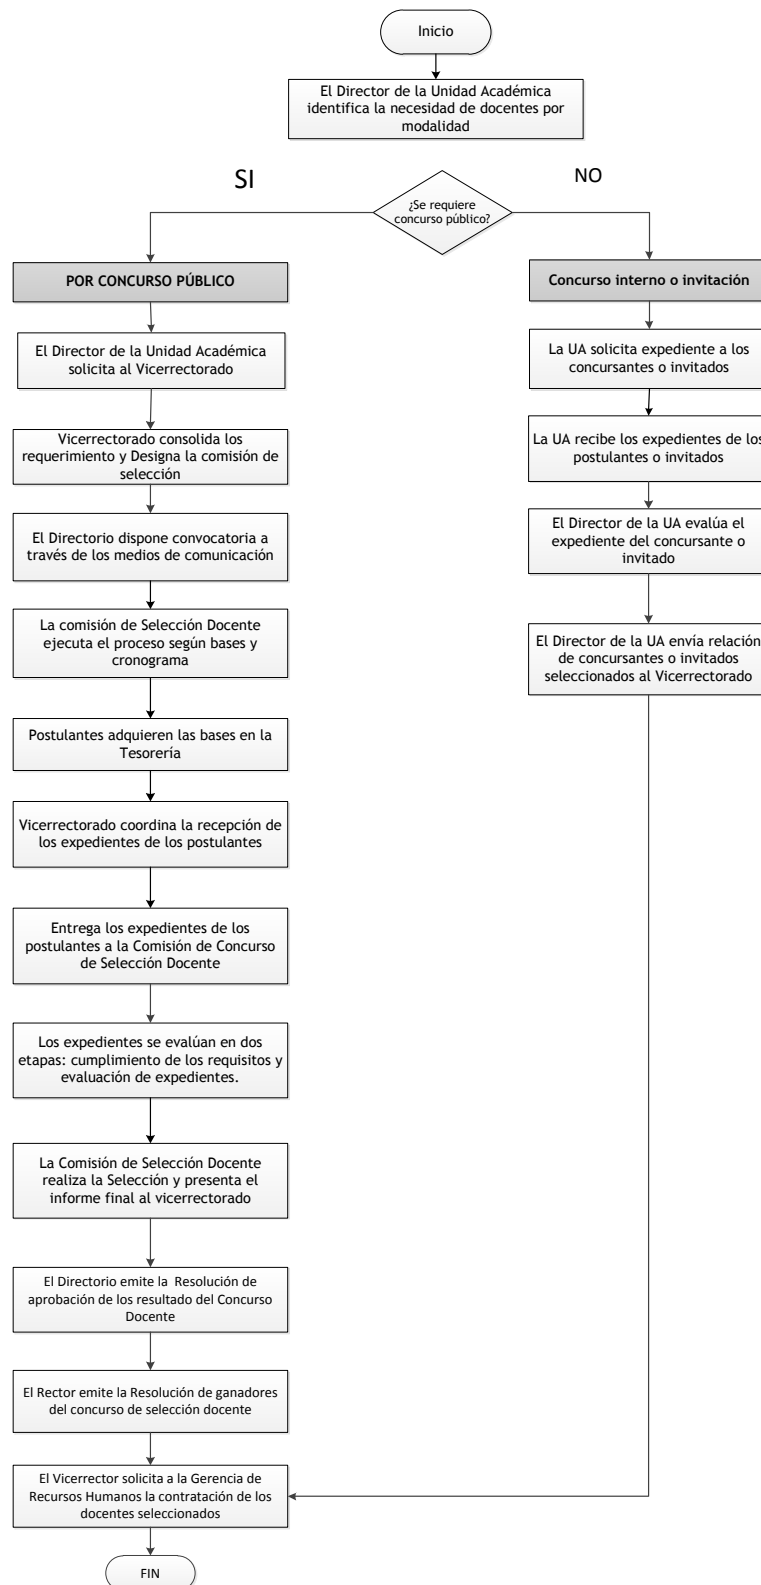 Inicio
El Director de la Unidad Académica
identifica la necesidad de docentes por
modalidad
SI
NO
¿Se requiere
concurso público?
POR CONCURSO PÚBLICO
El Director de la Unidad Académica
solicita al Vicerrectorado
Vicerrectorado consolida los
requerimiento y Designa la comisión de
selección
El Directorio dispone convocatoria a
través de los medios de comunicación
La comisión de Selección Docente
ejecuta el proceso según bases y
cronograma
Postulantes adquieren las bases en la
Tesorería
Vicerrectorado coordina la recepción de
los expedientes de los postulantes
Entrega los expedientes de los
postulantes a la Comisión de Concurso
de Selección Docente
Los expedientes se evalúan en dos
etapas: cumplimiento de los requisitos y
evaluación de expedientes.
La Comisión de Selección Docente
realiza la Selección y presenta el
informe final al vicerrectorado
El Directorio emite la Resolución de
aprobación de los resultado del Concurso
Docente
El Rector emite la Resolución de ganadores
del concurso de selección docente
El Vicerrector solicita a la Gerencia de
Recursos Humanos la contratación de los
docentes seleccionados
FIN
Concurso interno o invitación
La UA solicita expediente a los
concursantes o invitados
La UA recibe los expedientes de los
postulantes o invitados
El Director de la UA evalúa el
expediente del concursante o
invitado
El Director de la UA envía relación
de concursantes o invitados
seleccionados al Vicerrectorado